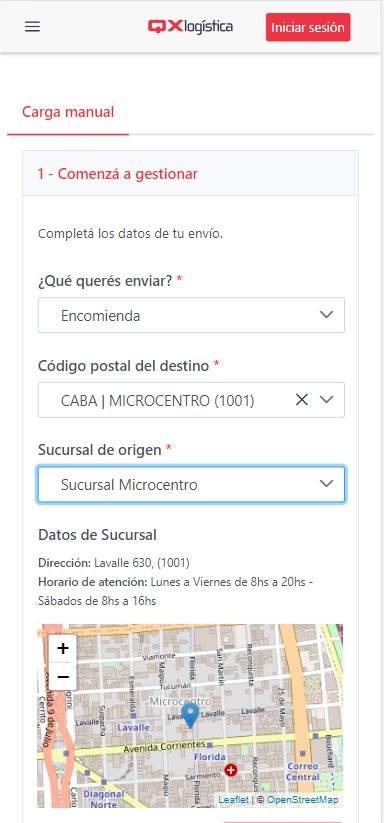 QX logística
Iniciar sesión
Carga manual
1 - Comenzá a gestionar
Completá los datos de tu envío.
¿Qué querés enviar? *
Encomienda
Código postal del destino *
CABA | MICROCENTRO (1001)
Sucursal de origen *
Sucursal Microcentro
Datos de Sucursal
Dirección: Lavalle 630, (1001)
Horario de atención: Lunes a Viernes de 8hs a 20hs -
Sábados de 8hs a 16hs
+
−
Viamonte
Tucumán
Maipú
Florida
San Martín
Reconquista
Esmeralda
Suipacha
Microcentro
Lavalle
Lavalle
Lavalle
25 de Mayo
Avenida Corrientes
Bouchard
Florida
Maipú
Sarmiento
Reconquista
Correo
Central
Diagonal
Norte
Cerrito
Avenida 9 de Julio
Leaflet | © OpenStreetMap